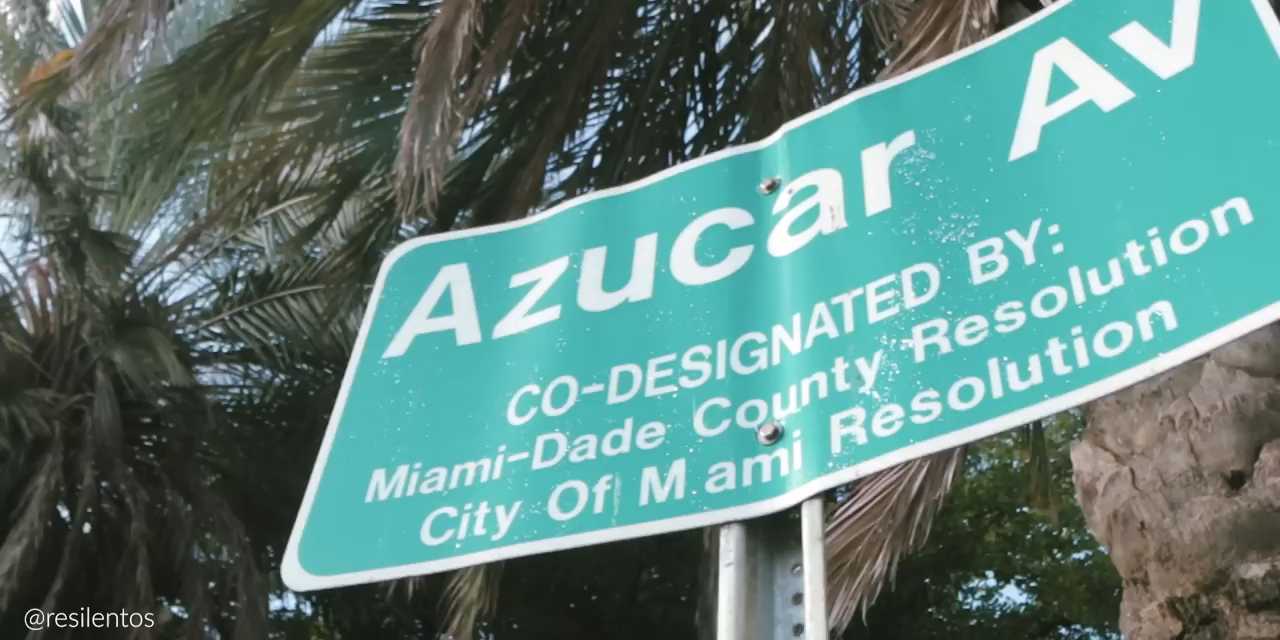 Azucar Av
CO-DESIGNATED BY:
Miami-Dade County Resolution
City Of M ami Resolution
@resilentos